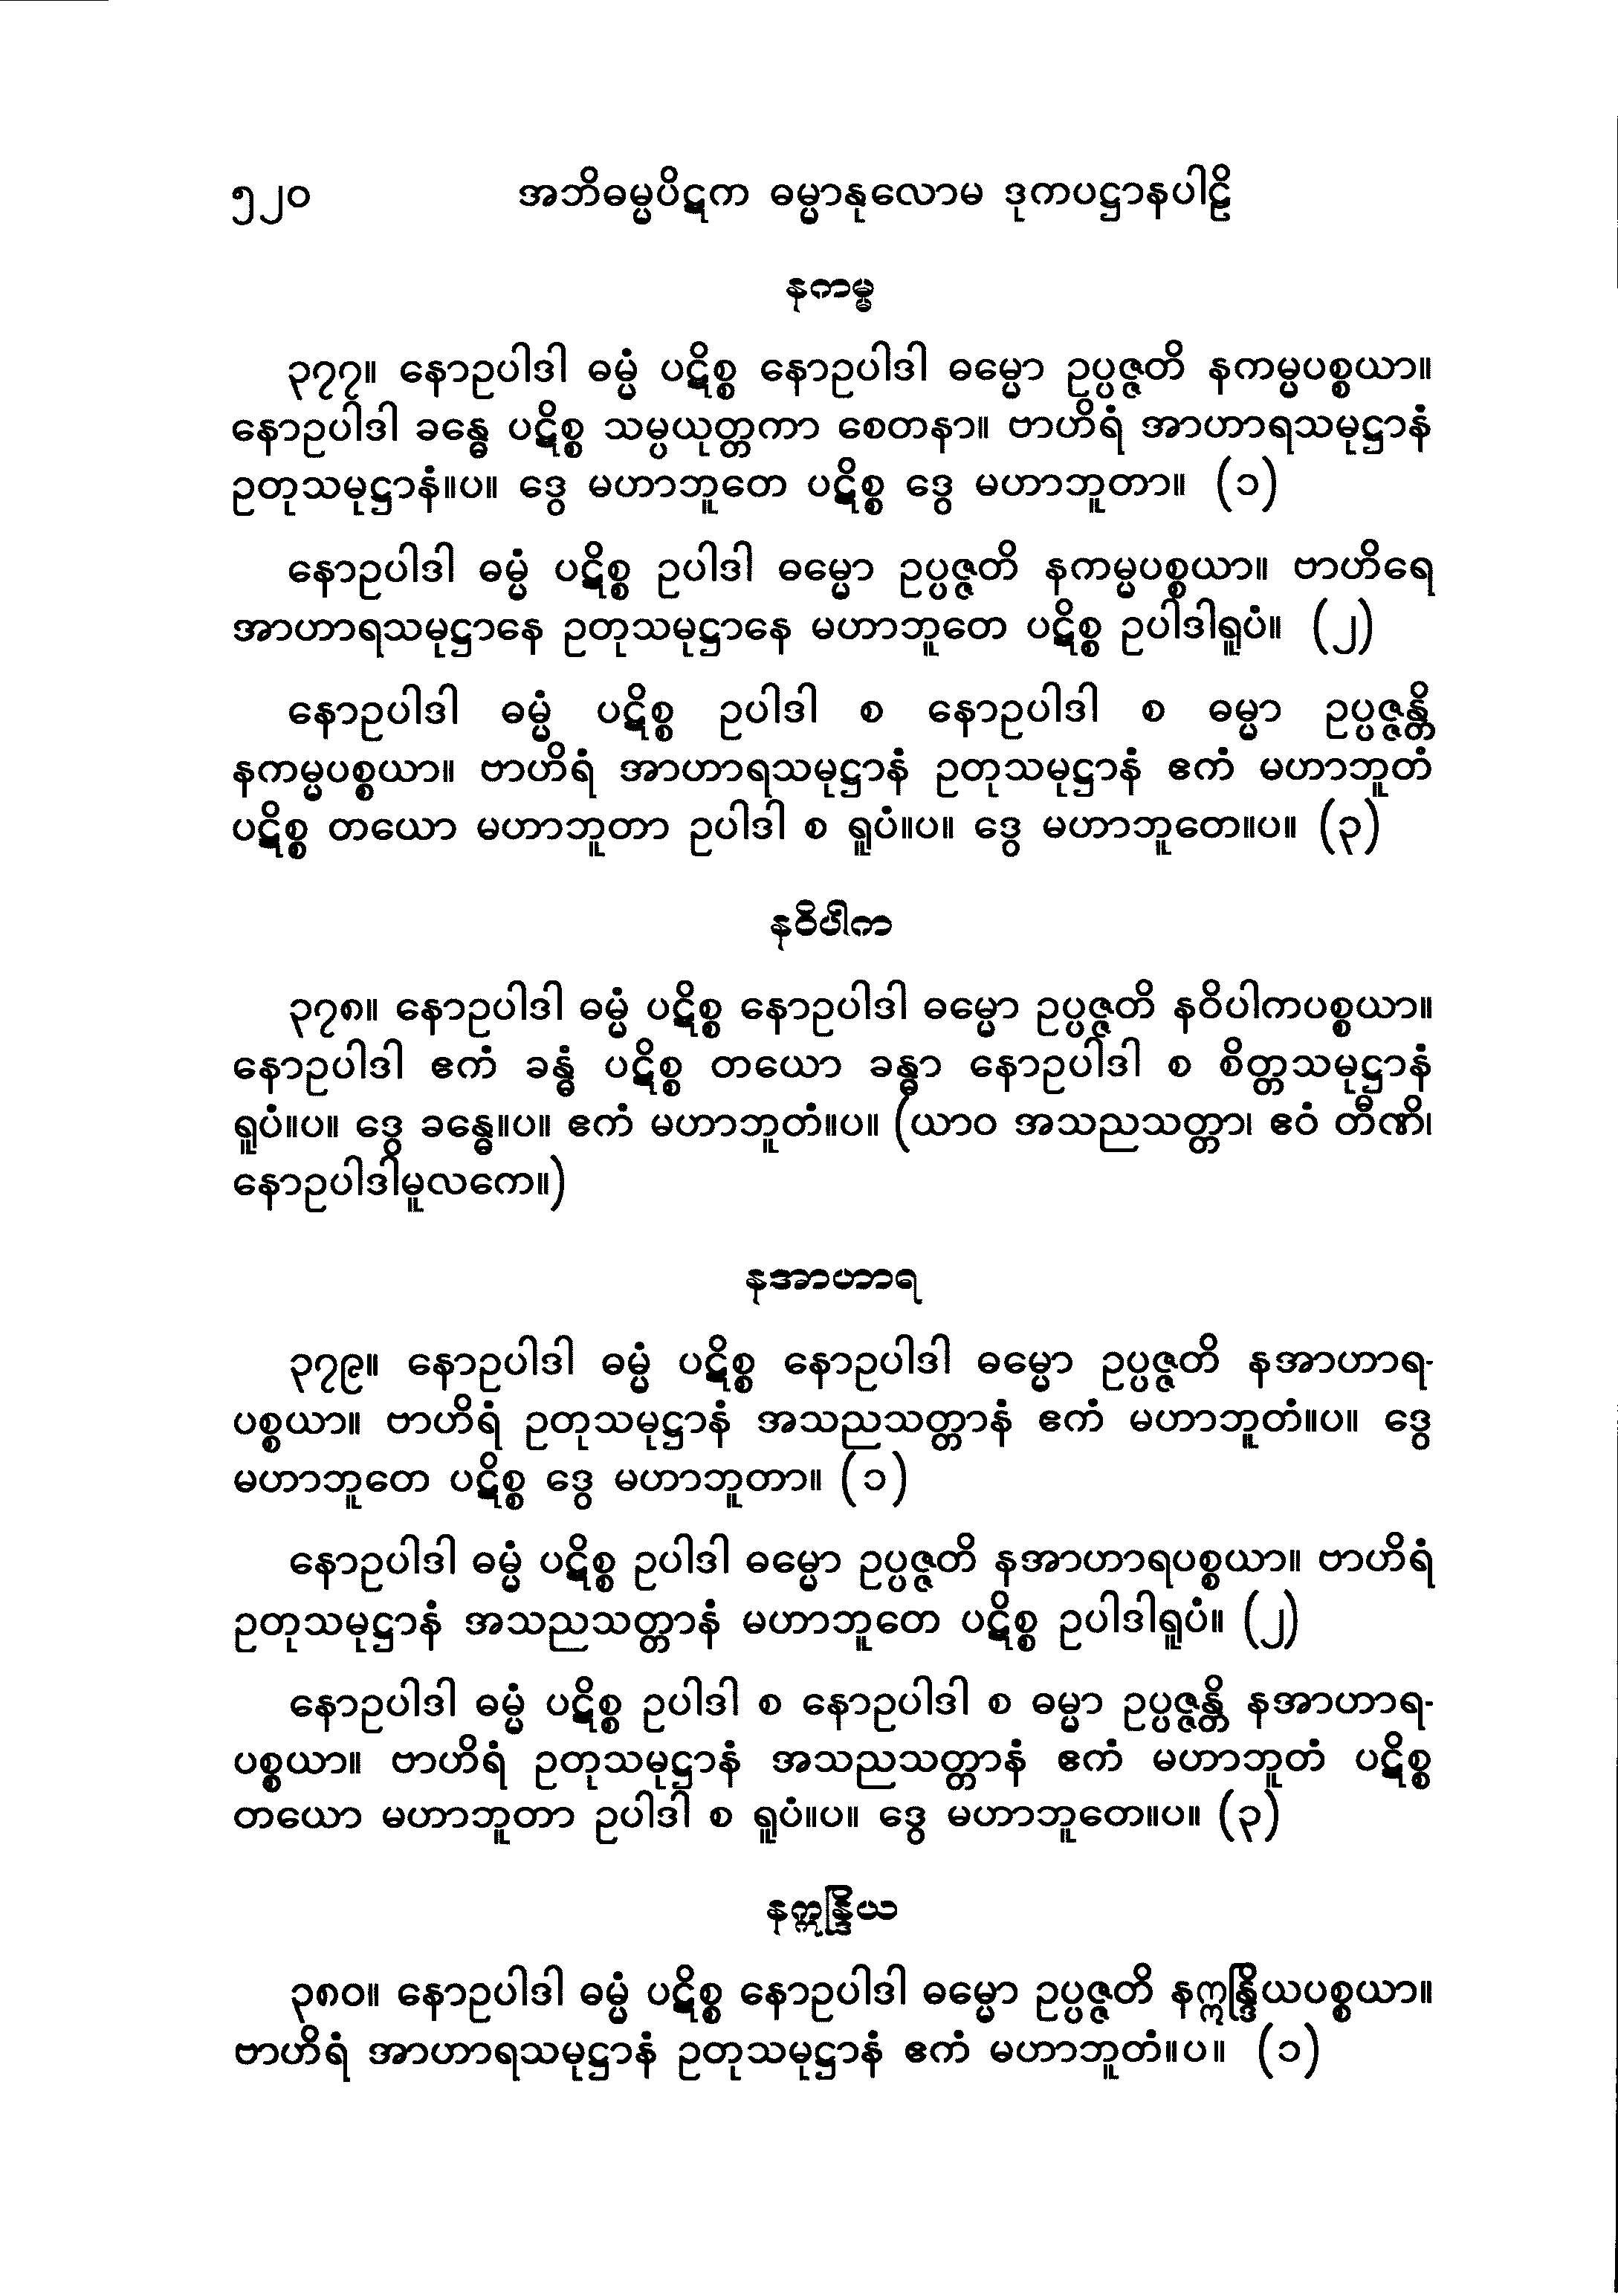 ၅၂၀ အဘိဓမ္မပိဋက ဓမ္မာနုလောမ ဒုကပဋ္ဌာနပါဠိ
နကမ္မ
၃၇၇။ နောဥပါဒါ ဓမ္မံ ပဋိစ္စ နောဥပါဒါ ဓမ္မော ဥပ္ပဇ္ဇတိ နကမ္မပစ္စယာ။
နောဥပါဒါ ခန္ဓေ ပဋိစ္စ သမ္ပယုတ္တကာ စေတနာ။ ဗာဟိရံ အာဟာရသမုဋ္ဌာနံ
ဥတုသမုဋ္ဌာနံ။ပ။ ဒွေ မဟာဘူတေ ပဋိစ္စ ဒွေ မဟာဘူတာ။ (၁)
နောဥပါဒါ ဓမ္မံ ပဋိစ္စ ဥပါဒါ ဓမ္မော ဥပ္ပဇ္ဇတိ နကမ္မပစ္စယာ။ ဗာဟိရေ
အာဟာရသမုဋ္ဌာနေ ဥတုသမုဋ္ဌာနေ မဟာဘူတေ ပဋိစ္စ ဥပါဒါရူပံ။ (၂)
နောဥပါဒါ ဓမ္မံ ပဋိစ္စ ဥပါဒါ စ နောဥပါဒါ စ ဓမ္မာ ဥပ္ပဇ္ဇန္တိ
နကမ္မပစ္စယာ။ ဗာဟိရံ အာဟာရသမုဋ္ဌာနံ ဥတုသမုဋ္ဌာနံ ဧကံ မဟာဘူတံ
ပဋိစ္စ တယော မဟာဘူတာ ဥပါဒါ စ ရူပံ။ပ။ ဒွေ မဟာဘူတေ။ပ။ (၃)
နဝိပါက
၃၇၈။ နောဥပါဒါ ဓမ္မံ ပဋိစ္စ နောဥပါဒါ ဓမ္မော ဥပ္ပဇ္ဇတိ နဝိပါကပစ္စယာ။
နောဥပါဒါ ဧကံ ခန္ဓံ ပဋိစ္စ တယော ခန္ဓာ နောဥပါဒါ စ စိတ္တသမုဋ္ဌာနံ
ရူပံ။ပ။ ဒွေ ခန္ဓေ။ပ။ ဧကံ မဟာဘူတံ။ပ။ (ယာဝ အသညသတ္တာ၊ ဧဝံ တီဏိ၊
နောဥပါဒါမူလကေ။)
နအာဟာရ
၃၇၉။ နောဥပါဒါ ဓမ္မံ ပဋိစ္စ နောဥပါဒါ ဓမ္မော ဥပ္ပဇ္ဇတိ နအာဟာရ-
ပစ္စယာ။ ဗာဟိရံ ဥတုသမုဋ္ဌာနံ အသညသတ္တာနံ ဧကံ မဟာဘူတံ။ပ။ ဒွေ
မဟာဘူတေ ပဋိစ္စ ဒွေ မဟာဘူတာ။ (၁)
နောဥပါဒါ ဓမ္မံ ပဋိစ္စ ဥပါဒါ ဓမ္မော ဥပ္ပဇ္ဇတိ နအာဟာရပစ္စယာ။ ဗာဟိရံ
ဥတုသမုဋ္ဌာနံ အသညသတ္တာနံ မဟာဘူတေ ပဋိစ္စ ဥပါဒါရူပံ။ (၂)
နောဥပါဒါ ဓမ္မံ ပဋိစ္စ ဥပါဒါ စ နောဥပါဒါ စ ဓမ္မာ ဥပ္ပဇ္ဇန္တိ နအာဟာရ-
ပစ္စယာ။ ဗာဟိရံ ဥတုသမုဋ္ဌာနံ အသညသတ္တာနံ ဧကံ မဟာဘူတံ ပဋိစ္စ
တယော မဟာဘူတာ ဥပါဒါ စ ရူပံ။ပ။ ဒွေ မဟာဘူတေ။ပ။ (၃)
နဣန္ဒြိယ
၃၈၀။ နောဥပါဒါ ဓမ္မံ ပဋိစ္စ နောဥပါဒါ ဓမ္မော ဥပ္ပဇ္ဇတိ နဣန္ဒြိယပစ္စယာ။
ဗာဟိရံ အာဟာရသမုဋ္ဌာနံ ဥတုသမုဋ္ဌာနံ ဧကံ မဟာဘူတံ။ပ။ (၁)